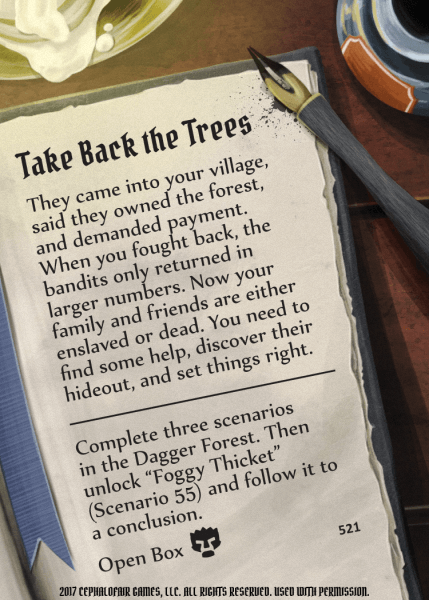 Take Back the Trees
They came into your village,
said they owned the forest,
and demanded payment.
When you fought back, the
bandits only returned in
larger numbers. Now your
family and friends are either
enslaved or dead. You need to
find some help, discover their
hideout, and set things right.
Complete three scenarios
in the Dagger Forest. Then
unlock “Foggy Thicket”
(Scenario 55) and follow it to
a conclusion.
Open Box
521
2017 CEPHALOFAIR GAMES, LLC. ALL RIGHTS RESERVED. USED WITH PERMISSION.